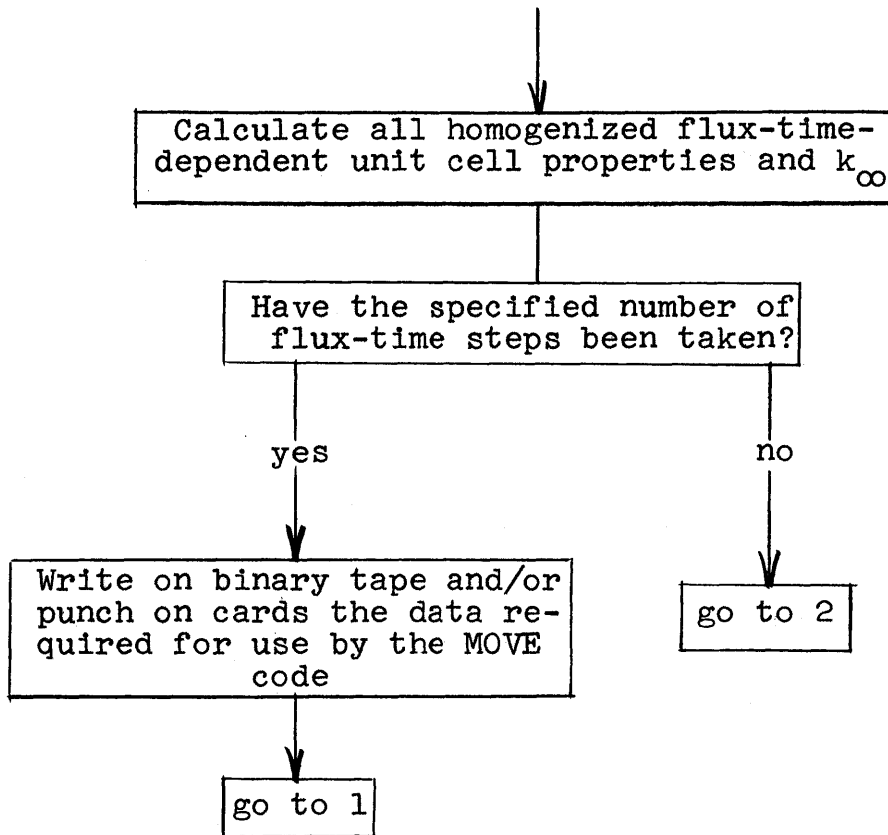 Calculate all homogenized flux-time-
dependent unit cell properties and k∞
Have the specified number of
flux-time steps been taken?
yes
no
Write on binary tape and/or
punch on cards the data re-
quired for use by the MOVE
code
go to 2
go to 1